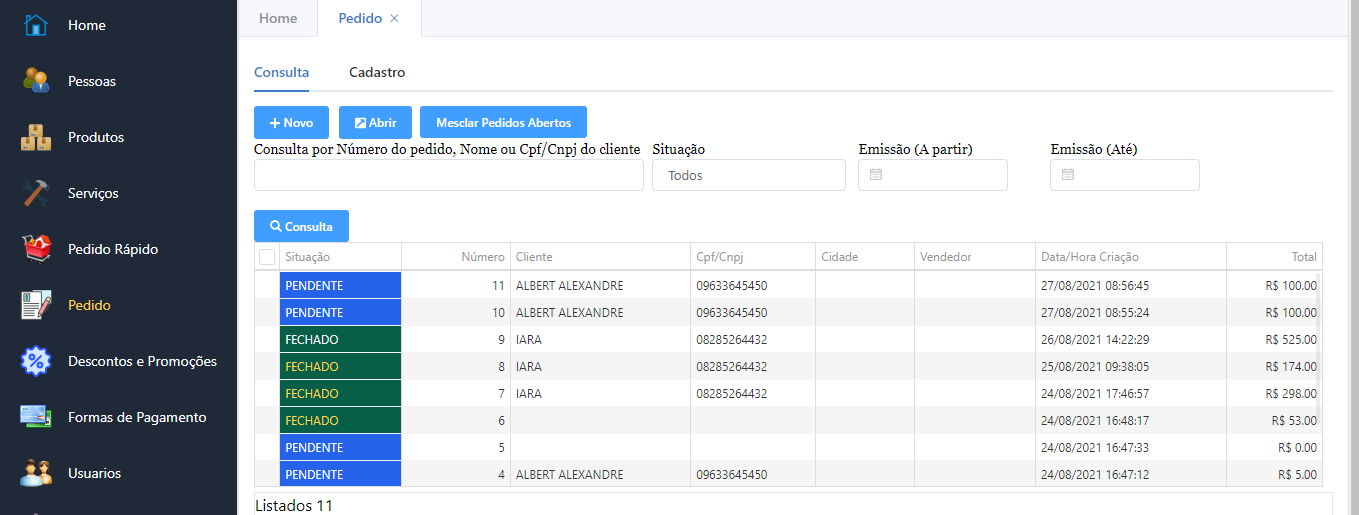 Home
Pessoas
Produtos
Serviços
Pedido Rápido
Pedido
Descontos e Promoções
Formas de Pagamento
Usuarios
Home Pedido ×
Consulta Cadastro
+ Novo Abrir Mesclar Pedidos Abertos
Consulta por Número do pedido, Nome ou Cpf/Cnpj do cliente Situação Emissão (A partir) Emissão (Até)
Todos
Consulta
Situação Número Cliente Cpf/Cnpj Cidade Vendedor Data/Hora Criação Total
PENDENTE 11 ALBERT ALEXANDRE 09633645450 27/08/2021 08:56:45 R$ 100.00
PENDENTE 10 ALBERT ALEXANDRE 09633645450 27/08/2021 08:55:24 R$ 100.00
FECHADO 9 IARA 08285264432 26/08/2021 14:22:29 R$ 525.00
FECHADO 8 IARA 08285264432 25/08/2021 09:38:05 R$ 174.00
FECHADO 7 IARA 08285264432 24/08/2021 17:46:57 R$ 298.00
FECHADO 6 24/08/2021 16:48:17 R$ 53.00
PENDENTE 5 24/08/2021 16:47:33 R$ 0.00
PENDENTE 4 ALBERT ALEXANDRE 09633645450 24/08/2021 16:47:12 R$ 5.00
Listados 11